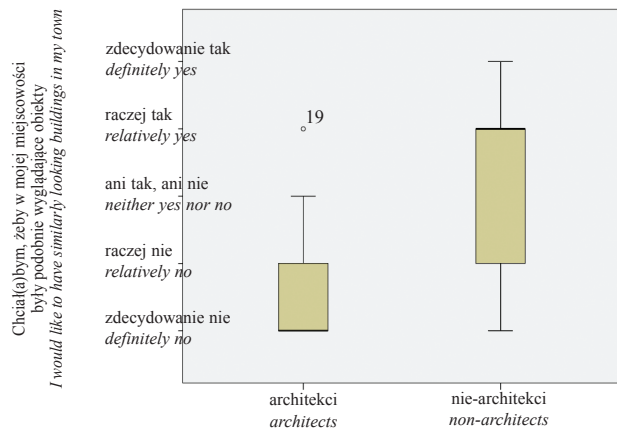 Chciał(a)bym, żeby w mojej miejscowości
były podobnie wyglądające obiekty
I would like to have similarly looking buildings in my town
zdecydowanie tak
definitely yes
raczej tak
relatively yes
ani tak, ani nie
neither yes nor no
raczej nie
relatively no
zdecydowanie nie
definitely no
19
architekci
architects
nie-architekci
non-architects